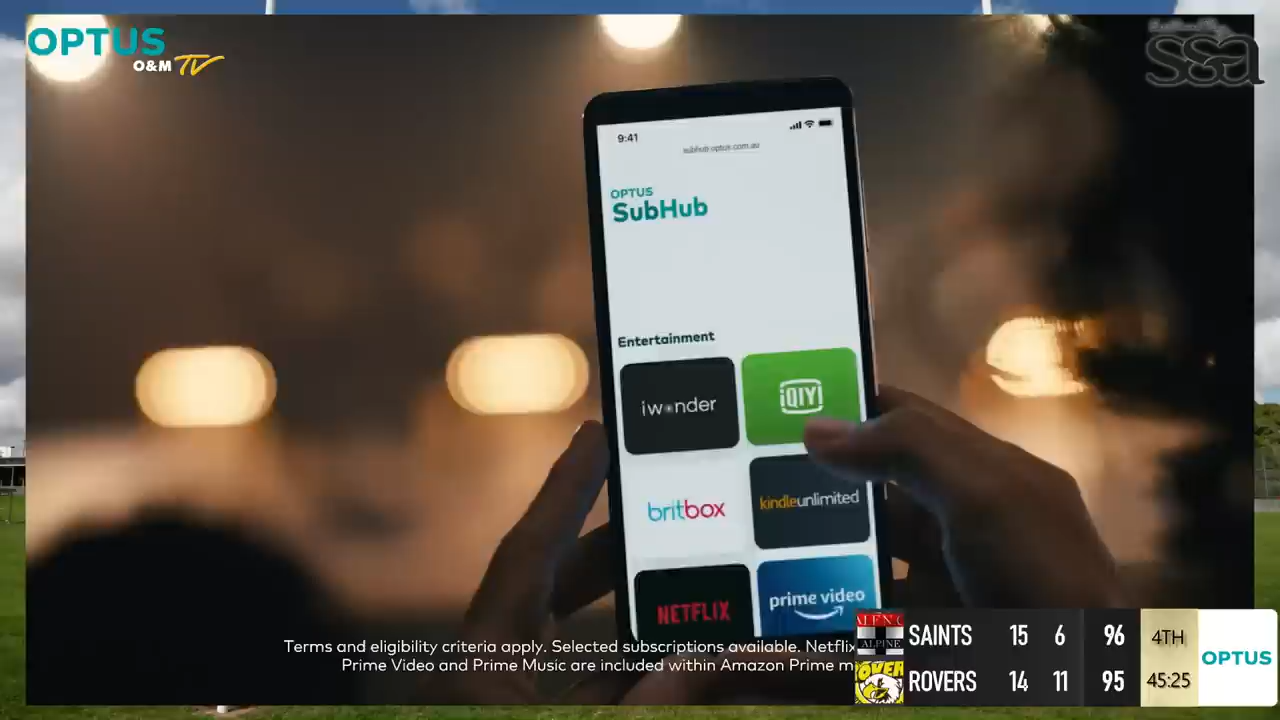 OPTUS
O&M TV
SSA
9:41
subhub.optus.com.au
OPTUS
SubHub
Entertainment
iwonder
iQIYI
britbox
kindleunlimited
NETFLIX
prime video
Terms and eligibility criteria apply. Selected subscriptions available. Netflix
Prime Video and Prime Music are included within Amazon Prime m
ALPINE
SAINTS 15 6 96
ROVERS 14 11 95
4TH
45:25
OPTUS